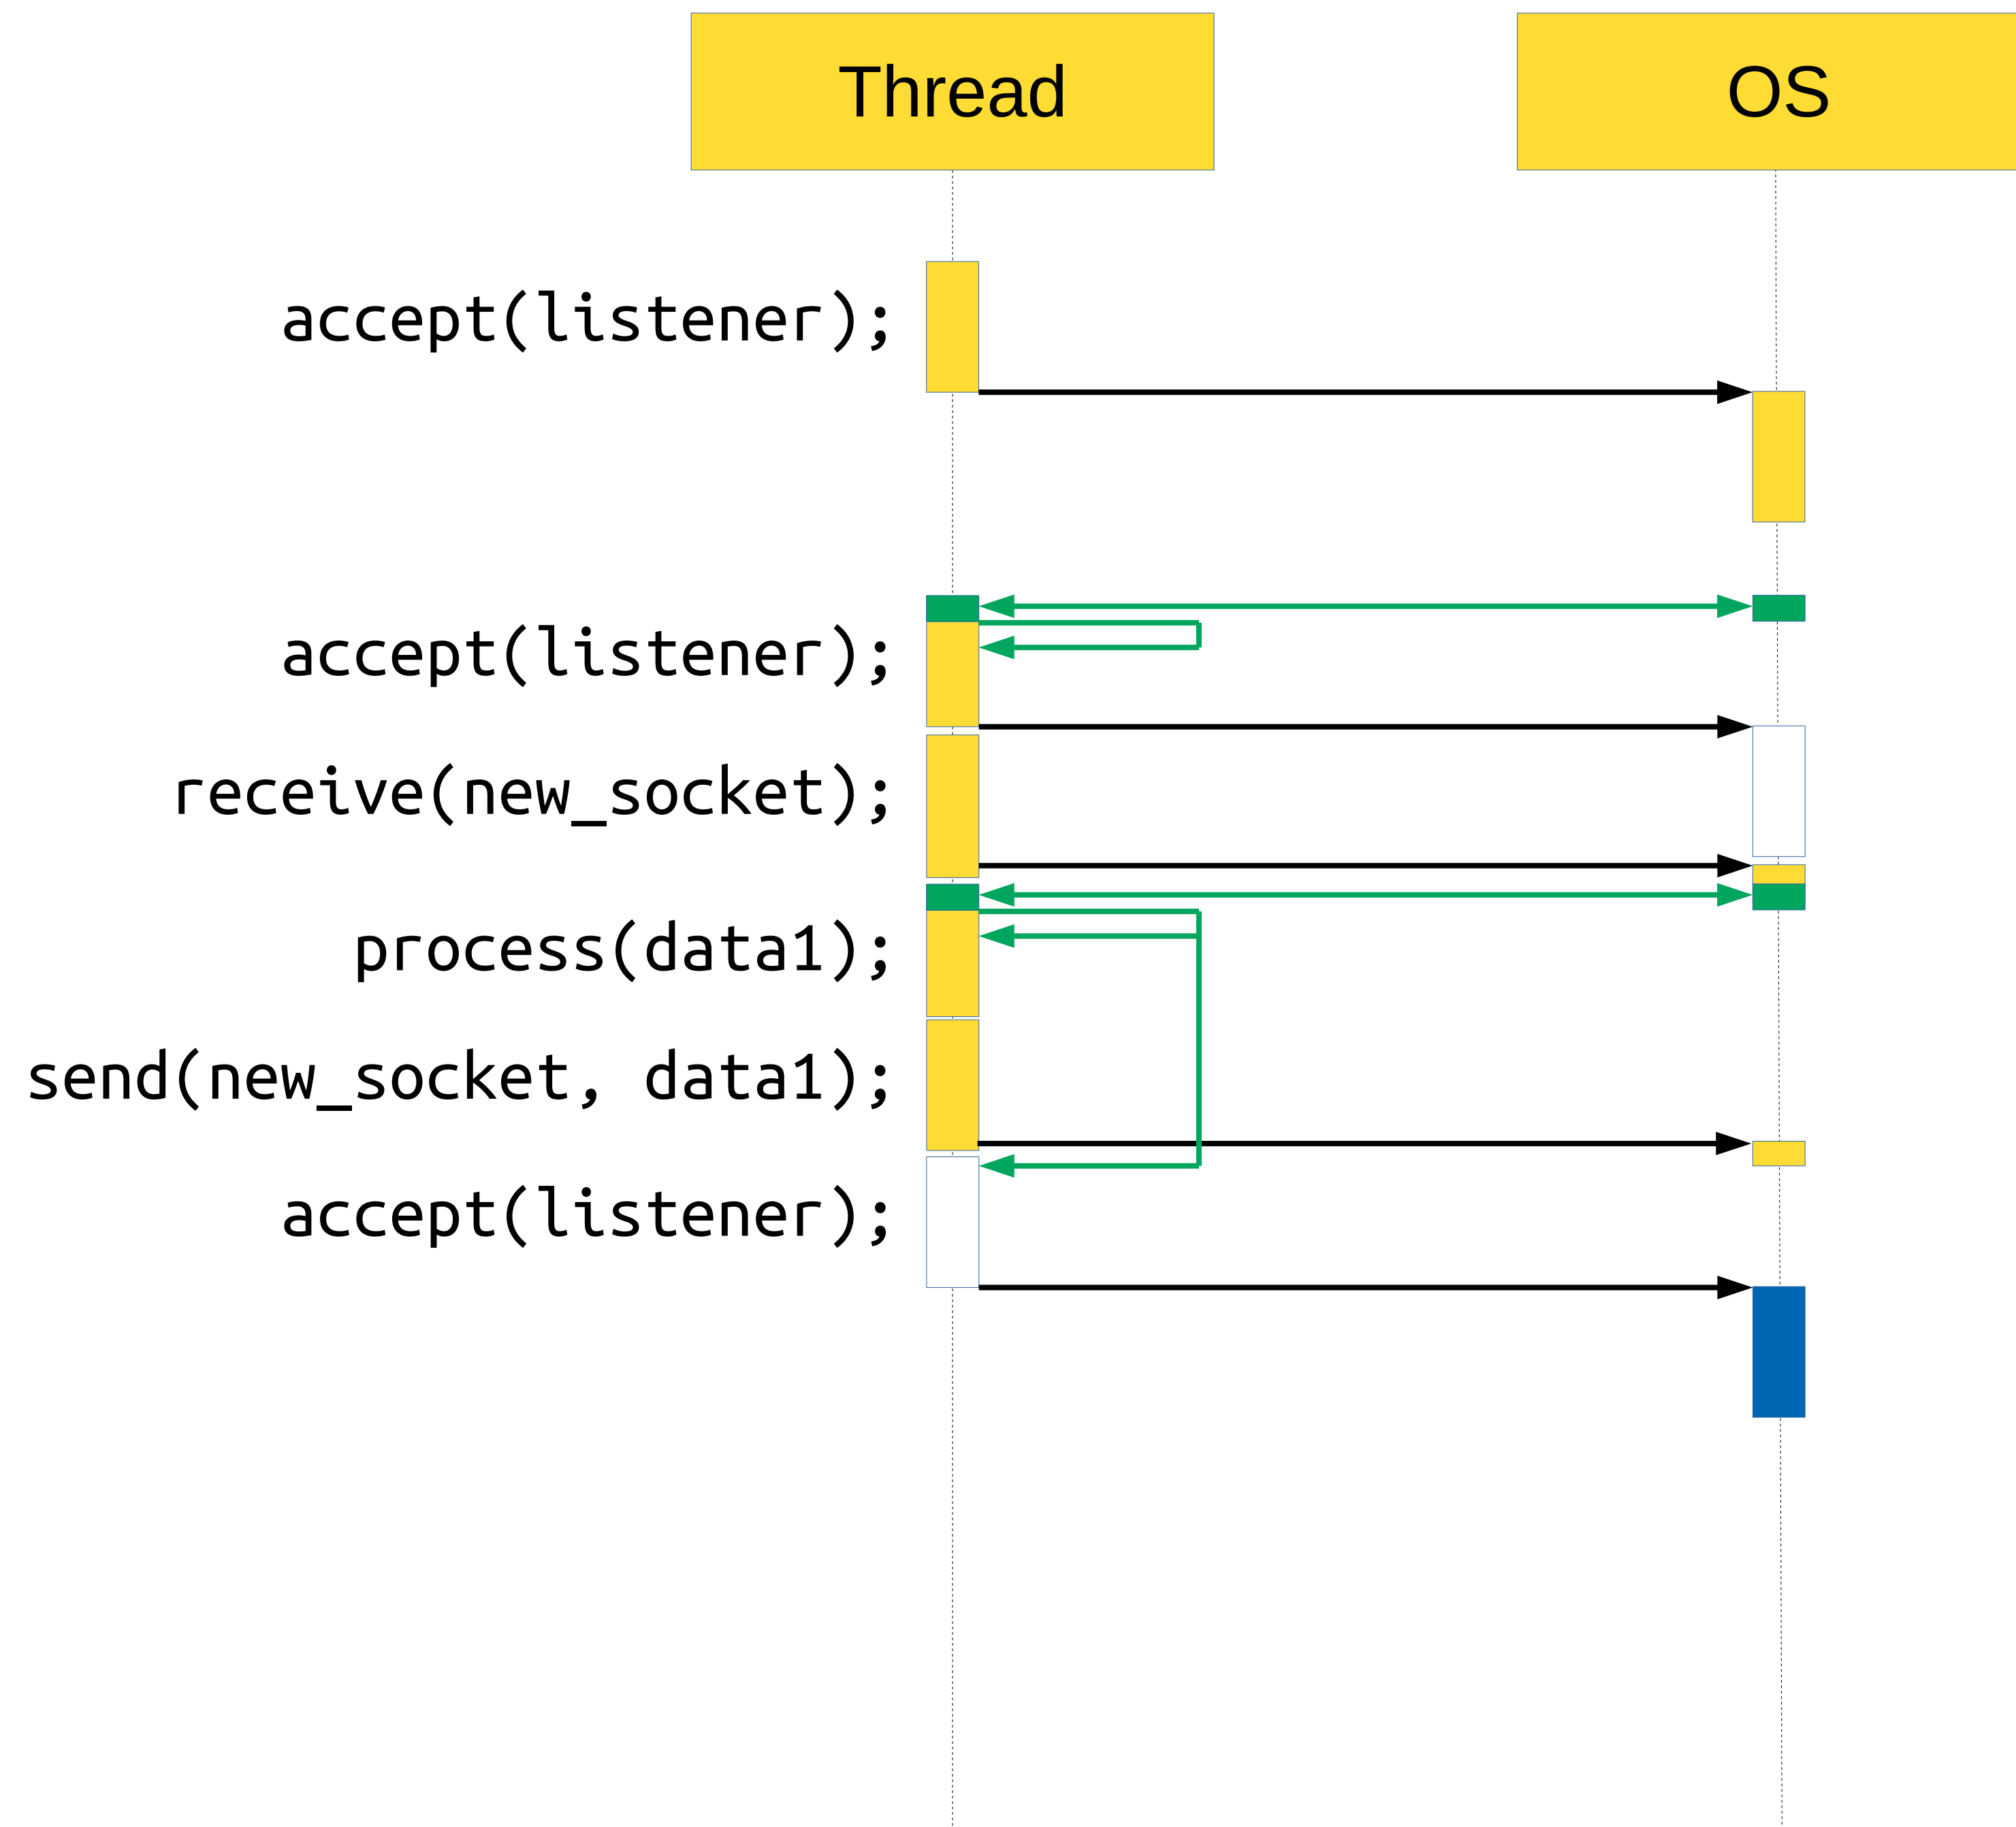 Thread
OS
accept(listener);
accept(listener);
receive(new_socket);
process(data1);
send(new_socket, data1);
accept(listener);